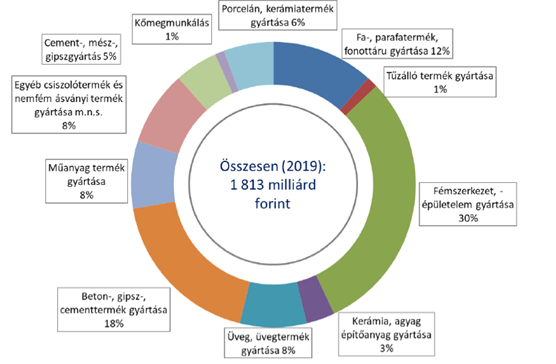 Porcelán, kerámiatermék
gyártása 6%
Fa-, parafatermék,
fonottáru gyártása 12%
Tűzálló termék gyártása
1%
Fémszerkezet, -
épületelem gyártása
30%
Kerámia, agyag
építőanyag gyártása
3%
Üveg, üvegtermék
gyártása 8%
Beton-, gipsz-,
cementtermék gyártása
18%
Műanyag termék
gyártása
8%
Egyéb csiszolótermék és
nemfém ásványi termék
gyártása m.n.s.
8%
Cement-, mész-,
gipszgyártás 5%
Kőmegmunkálás
1%
Összesen (2019):
1 813 milliárd
forint